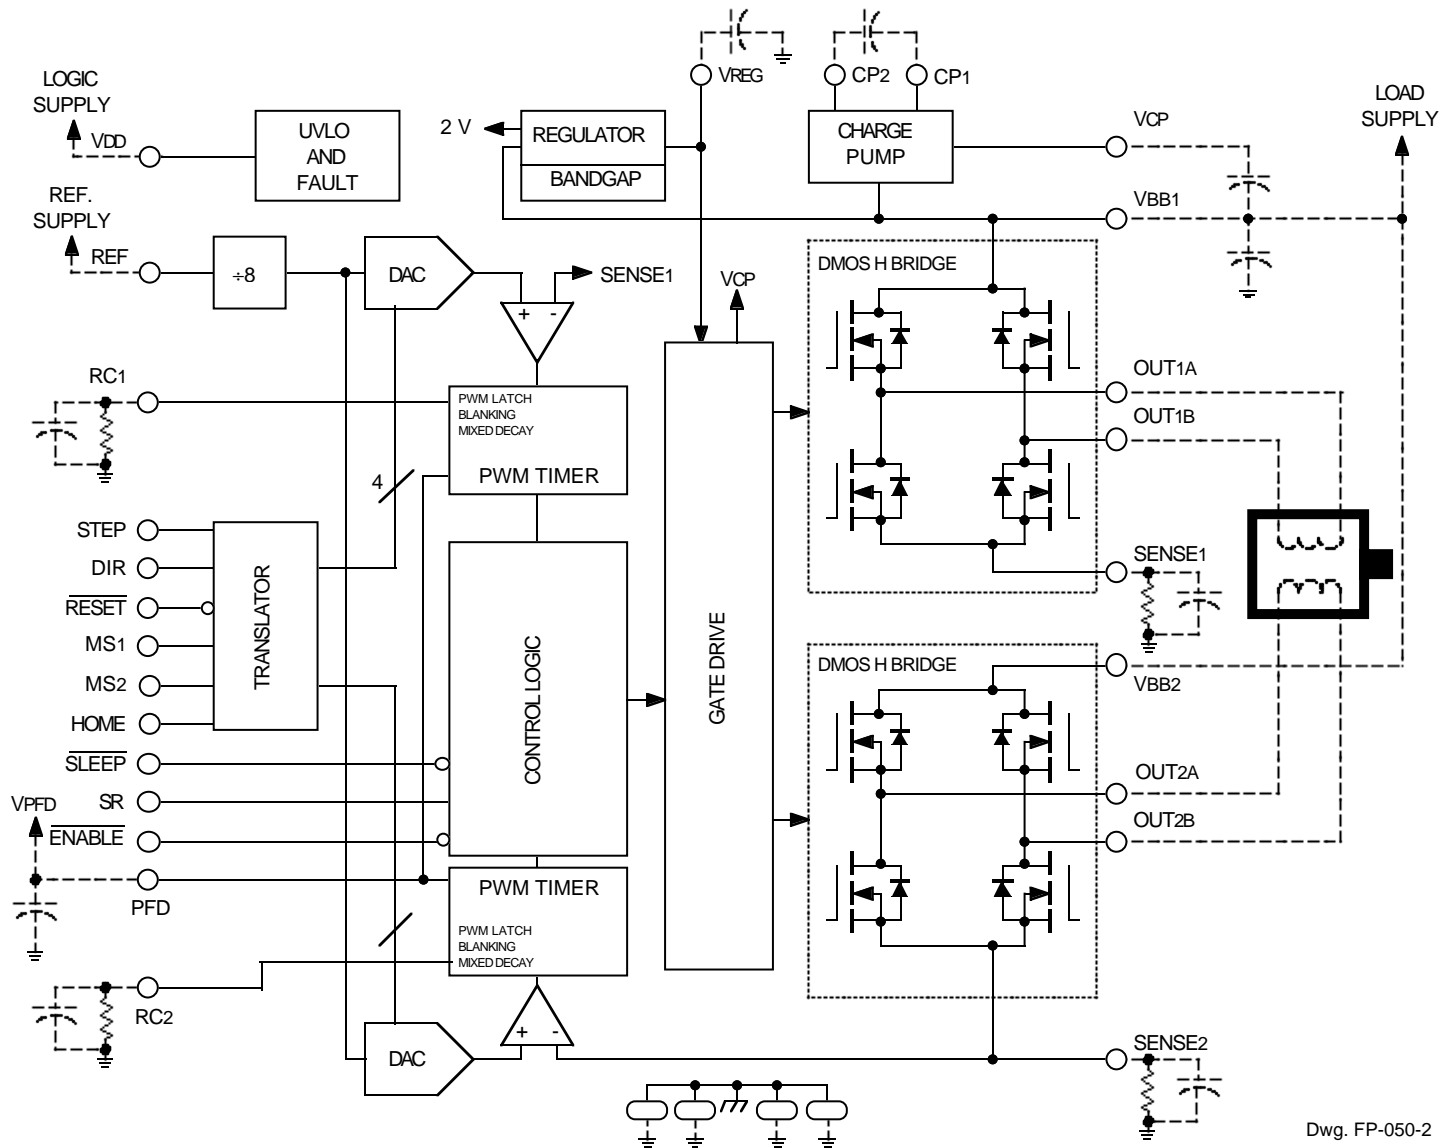 LOGIC
SUPPLY
VDD
UVLO
AND
FAULT
2 V
REGULATOR
BANDGAP
VREG
CP2
CP1
CHARGE
PUMP
VCP
LOAD
SUPPLY
VBB1
REF.
SUPPLY
REF
÷8
DAC
SENSE1
+ -
VCP
DMOS H BRIDGE
RC1
PWM LATCH
BLANKING
MIXED DECAY
PWM TIMER
OUT1A
OUT1B
4
STEP
DIR
RESET
MS1
MS2
HOME
SLEEP
SR
ENABLE
TRANSLATOR
CONTROL LOGIC
GATE DRIVE
SENSE1
DMOS H BRIDGE
VBB2
OUT2A
OUT2B
VPFD
PFD
PWM TIMER
PWM LATCH
BLANKING
MIXED DECAY
RC2
DAC
+ -
SENSE2
Dwg. FP-050-2